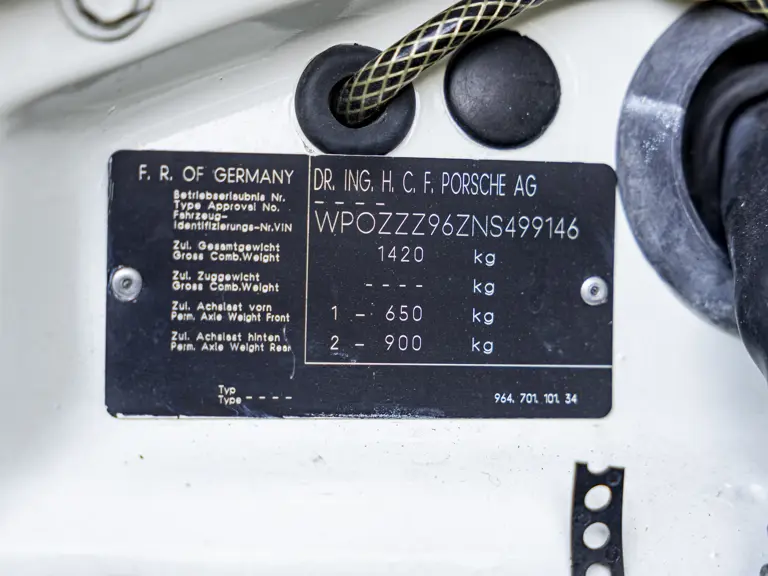 F. R. OF GERMANY
DR. ING. H. C. F. PORSCHE AG
Betriebserlaubnis Nr.
Type Approval No.
- - - -
Fahrzeug-
Identifizierungs-Nr.VIN
WPOZZZ96ZNS499146
Zul. Gesamtgewicht
Gross Comb.Weight
1420 kg
Zul. Zuggewicht
Gross Comb.Weight
- - - - kg
Zul. Achslast vorn
Perm. Axle Weight Front
1 - 650 kg
Zul. Achslast hinten
Perm. Axle Weight Rear
2 - 900 kg
Typ
Type - - - -
964. 701. 101. 34